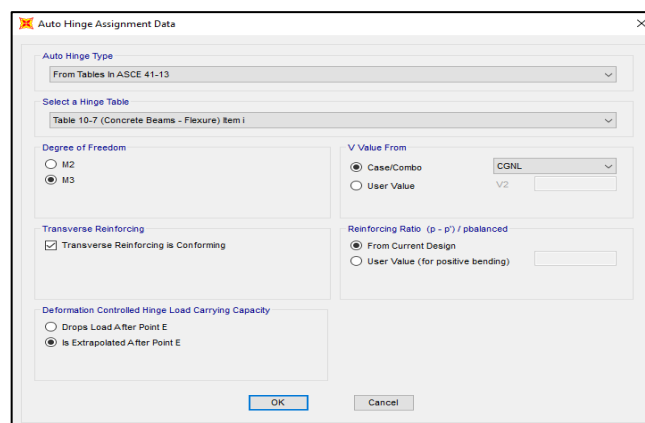 Auto Hinge Assignment Data
Auto Hinge Type
From Tables In ASCE 41-13
Select a Hinge Table
Table 10-7 (Concrete Beams - Flexure) Item i
Degree of Freedom
M2
M3
V Value From
Case/Combo CGNL
User Value V2
Transverse Reinforcing
Transverse Reinforcing is Conforming
Reinforcing Ratio (p - p') / pbalanced
From Current Design
User Value (for positive bending)
Deformation Controlled Hinge Load Carrying Capacity
Drops Load After Point E
Is Extrapolated After Point E
OK Cancel